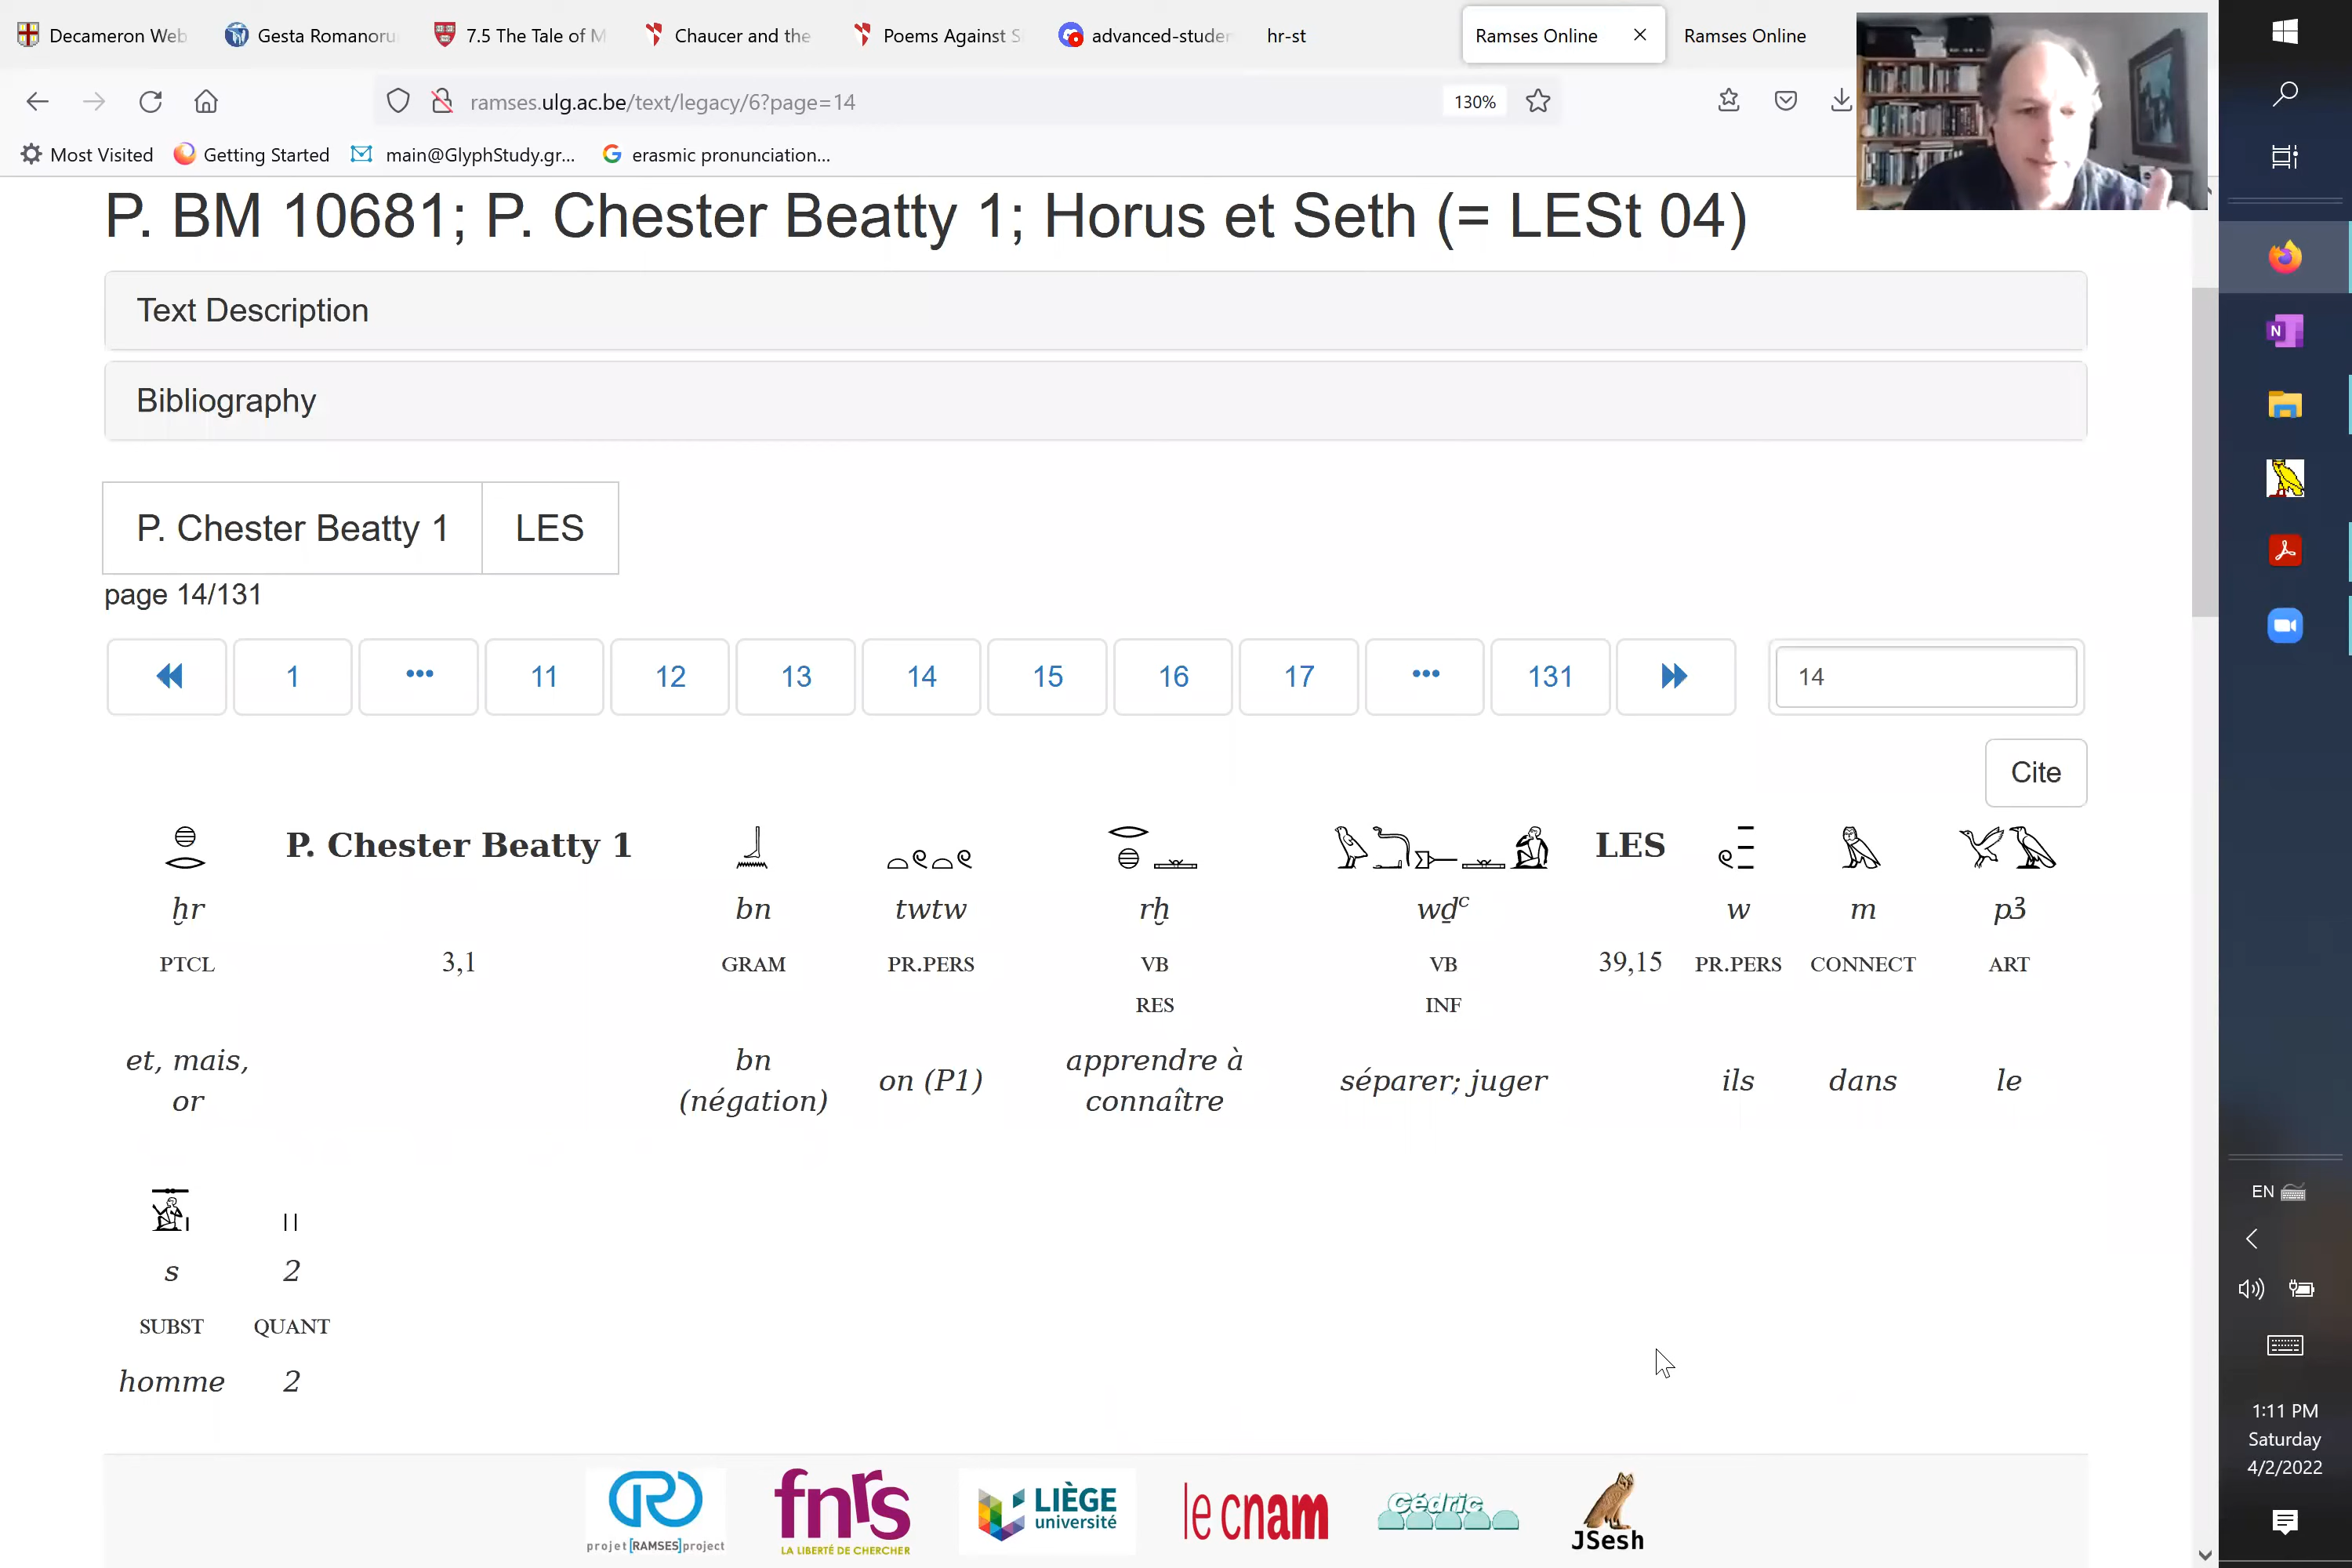 Decameron Web
Gesta Romanoru
7.5 The Tale of M
Chaucer and the
Poems Against S
advanced-studen
hr-st
Ramses Online
Ramses Online
ramses.ulg.ac.be/text/legacy/6?page=14
130%
Most Visited
Getting Started
main@GlyphStudy.gr...
erasmic pronunciation...
P. BM 10681; P. Chester Beatty 1; Horus et Seth (= LESt 04)
Text Description
Bibliography
P. Chester Beatty 1 LES
page 14/131
1 ••• 11 12 13 14 15 16 17 ••• 131 14
Cite
P. Chester Beatty 1 LES
ḫr bn twtw rḫ wḏꜥ w m pꜣ
PTCL 3,1 GRAM PR.PERS VB VB 39,15 PR.PERS CONNECT ART
RES INF
et, mais, or bn (négation) on (P1) apprendre à connaître séparer; juger ils dans le
s 2
SUBST QUANT
homme 2
projet [RAMSES] project
fnrs
LA LIBERTÉ DE CHERCHER
LIÈGE
université
le cnam
Cédric
JSesh
N
EN
1:11 PM
Saturday
4/2/2022